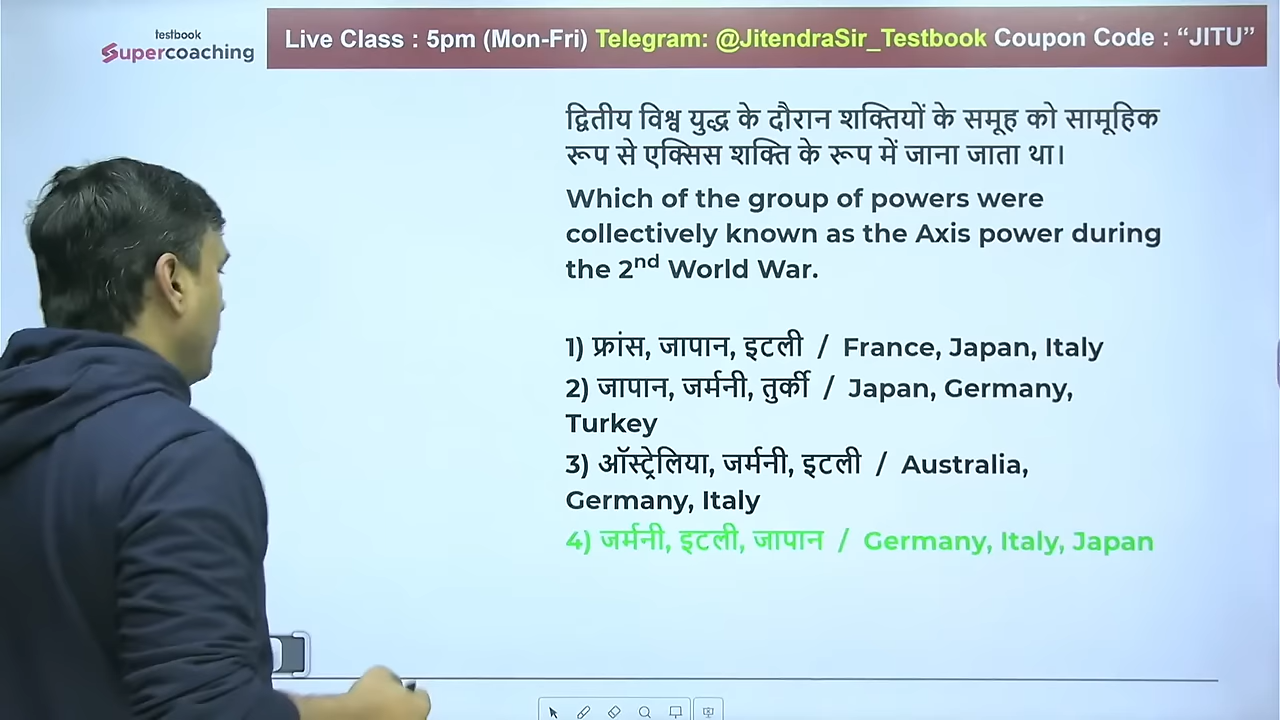 testbook
Supercoaching
Live Class : 5pm (Mon-Fri) Telegram: @JitendraSir_Testbook Coupon Code : “JITU”
द्वितीय विश्व युद्ध के दौरान शक्तियों के समूह को सामूहिक
रूप से एक्सिस शक्ति के रूप में जाना जाता था।
Which of the group of powers were
collectively known as the Axis power during
the 2nd World War.
1) फ्रांस, जापान, इटली / France, Japan, Italy
2) जापान, जर्मनी, तुर्की / Japan, Germany,
Turkey
3) ऑस्ट्रेलिया, जर्मनी, इटली / Australia,
Germany, Italy
4) जर्मनी, इटली, जापान / Germany, Italy, Japan